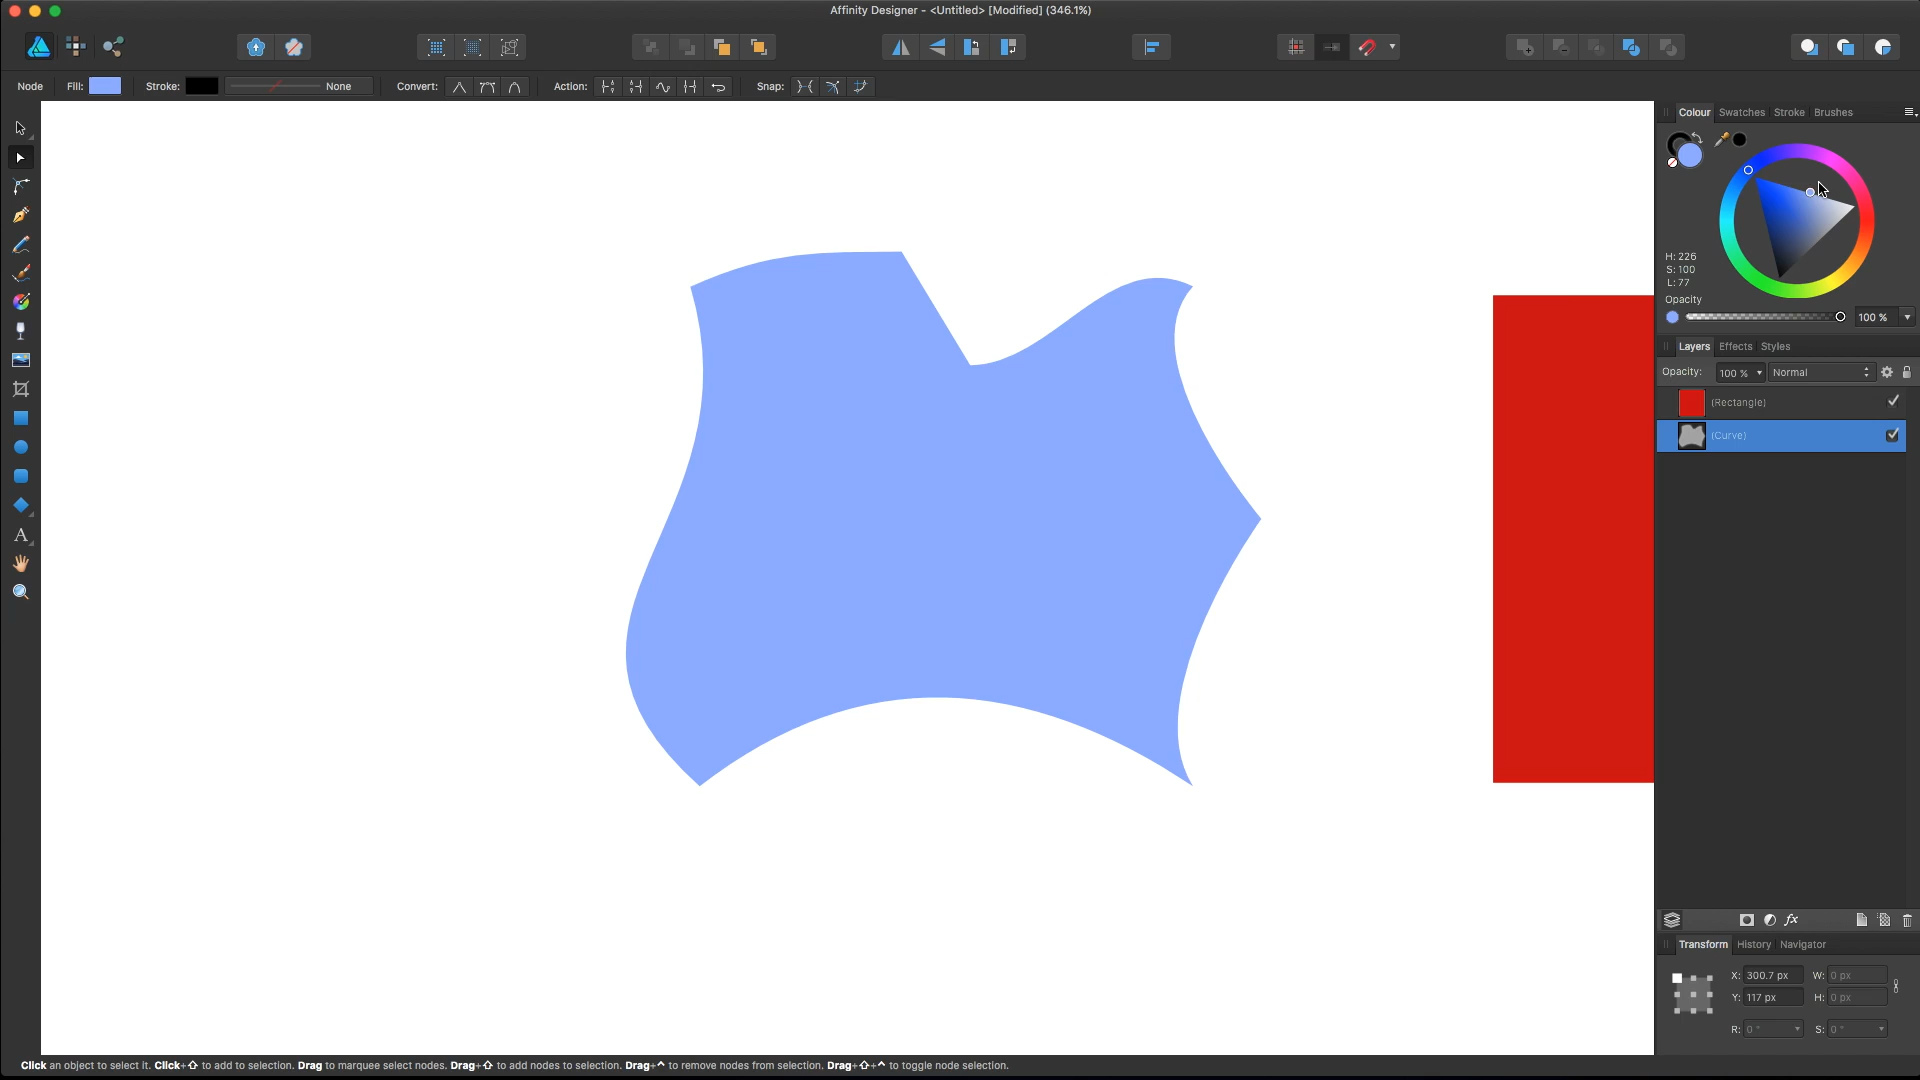 Affinity Designer - <Untitled> [Modified] (346.1%)
Node Fill: Stroke: None Convert: Action: Snap:
Colour Swatches Stroke Brushes
H: 226
S: 100
L: 77
Opacity
100 %
Layers Effects Styles
Opacity: 100 % Normal
(Rectangle)
(Curve)
A
fx
Transform History Navigator
X: 300.7 px W: 0 px
Y: 117 px H: 0 px
R: 0 ° S: 0 °
Click an object to select it. Click+⇧ to add to selection. Drag to marquee select nodes. Drag+⇧ to add nodes to selection. Drag+⌃ to remove nodes from selection. Drag+⇧+⌃ to toggle node selection.